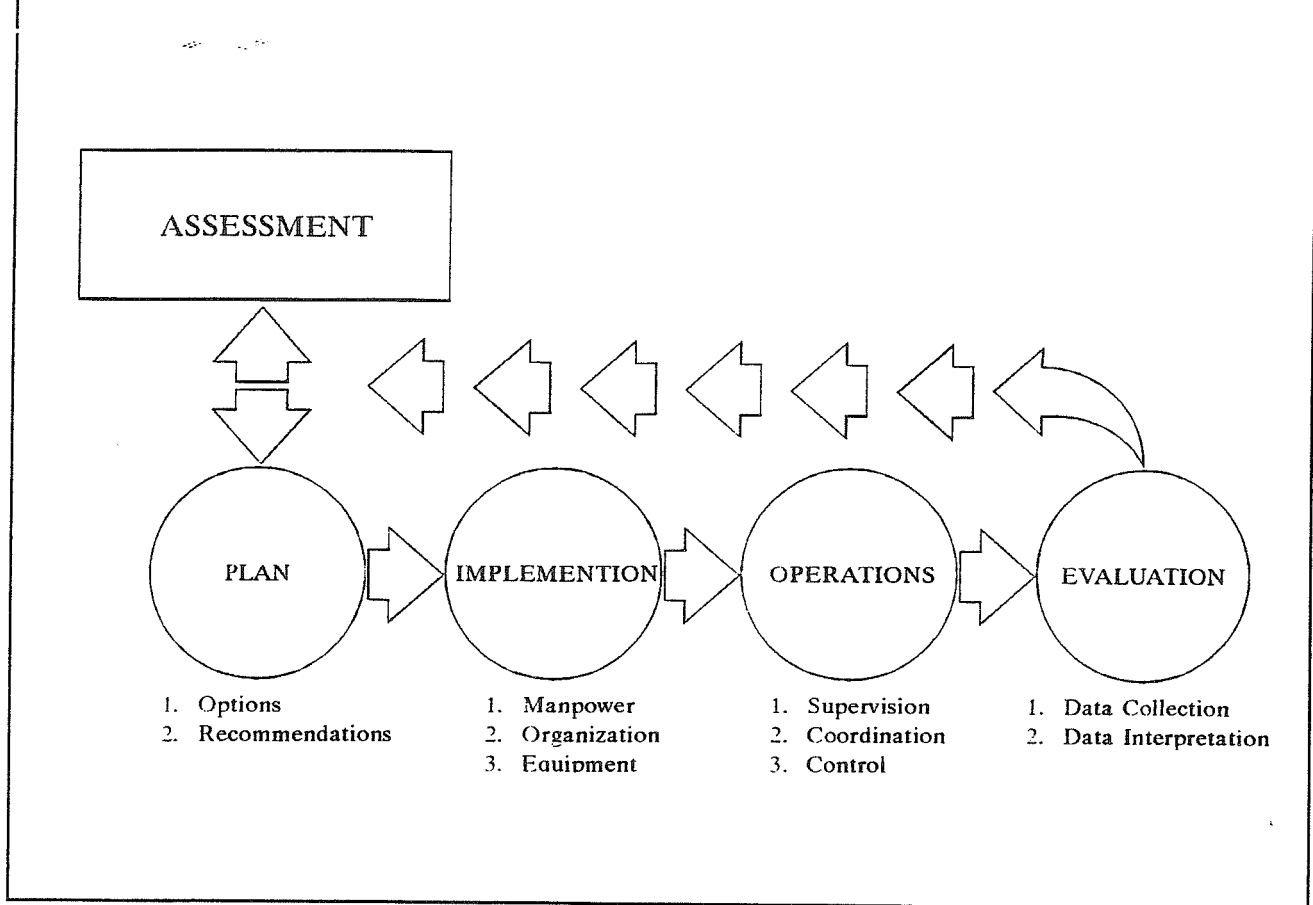 ASSESSMENT
PLAN
IMPLEMENTION
OPERATIONS
EVALUATION
1. Options
2. Recommendations
1. Manpower
2. Organization
3. Equipment
1. Supervision
2. Coordination
3. Control
1. Data Collection
2. Data Interpretation